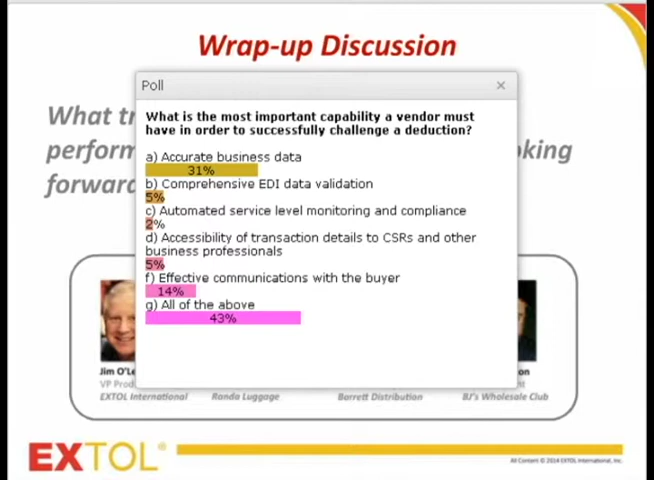 Wrap-up Discussion
Poll
What is the most important capability a vendor must
have in order to successfully challenge a deduction?
a) Accurate business data
31%
b) Comprehensive EDI data validation
5%
c) Automated service level monitoring and compliance
2%
d) Accessibility of transaction details to CSRs and other
business professionals
5%
f) Effective communications with the buyer
14%
g) All of the above
43%
What
perform
forward
Jim O'Le
on
VP Prod
EXTOL International Randa Luggage Barrett Distribution BJ's Wholesale Club
EXTOL®
All Content © 2014 EXTOL International, Inc.